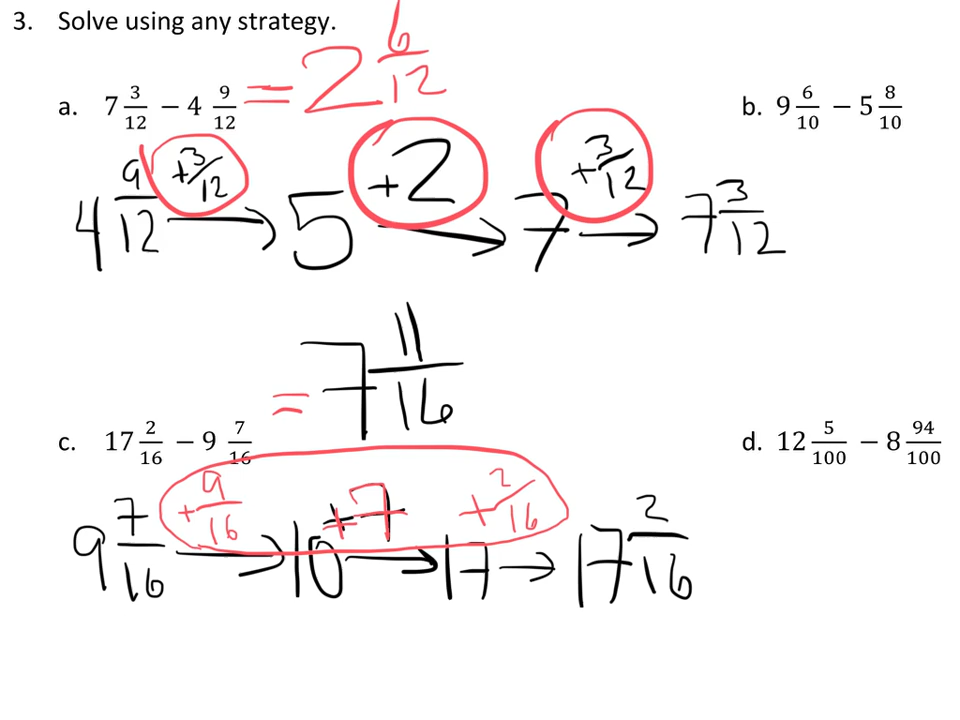 3. Solve using any strategy.
a. 7 3/12 − 4 9/12 = 2 6/12
b. 9 6/10 − 5 8/10
4 9/12 +3/12 → 5 +2 → 7 +3/12 → 7 3/12
= 7 11/16
c. 17 2/16 − 9 7/16
d. 12 5/100 − 8 94/100
9 7/16 +9/16 → 10 +7 → 17 +2/16 → 17 2/16